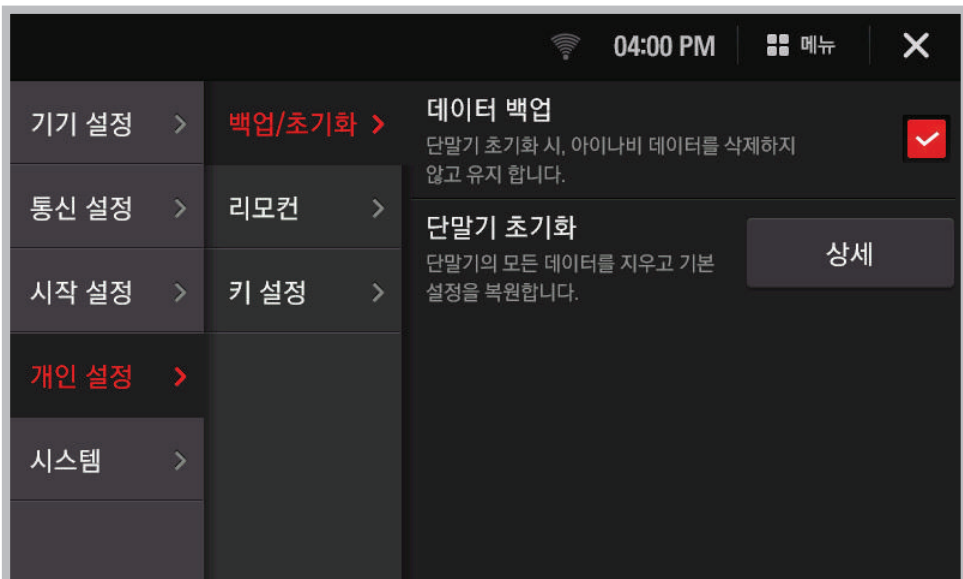 04:00 PM 메뉴
기기 설정
통신 설정
시작 설정
개인 설정
시스템
백업/초기화
리모컨
키 설정
데이터 백업
단말기 초기화 시, 아이나비 데이터를 삭제하지
않고 유지 합니다.
단말기 초기화
단말기의 모든 데이터를 지우고 기본
설정을 복원합니다.
상세